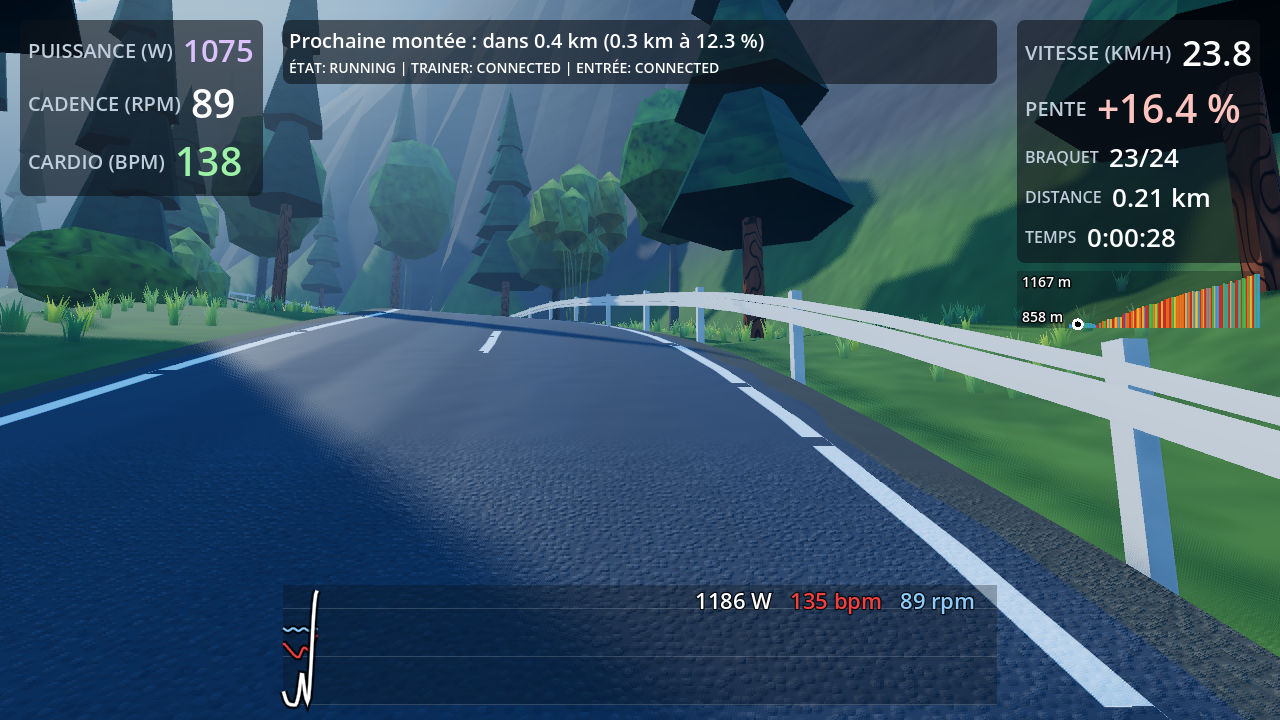 PUISSANCE (W) 1075
CADENCE (RPM) 89
CARDIO (BPM) 138
Prochaine montée : dans 0.4 km (0.3 km à 12.3 %)
ÉTAT: RUNNING | TRAINER: CONNECTED | ENTRÉE: CONNECTED
VITESSE (KM/H) 23.8
PENTE +16.4 %
BRAQUET 23/24
DISTANCE 0.21 km
TEMPS 0:00:28
1167 m
858 m
1186 W 135 bpm 89 rpm